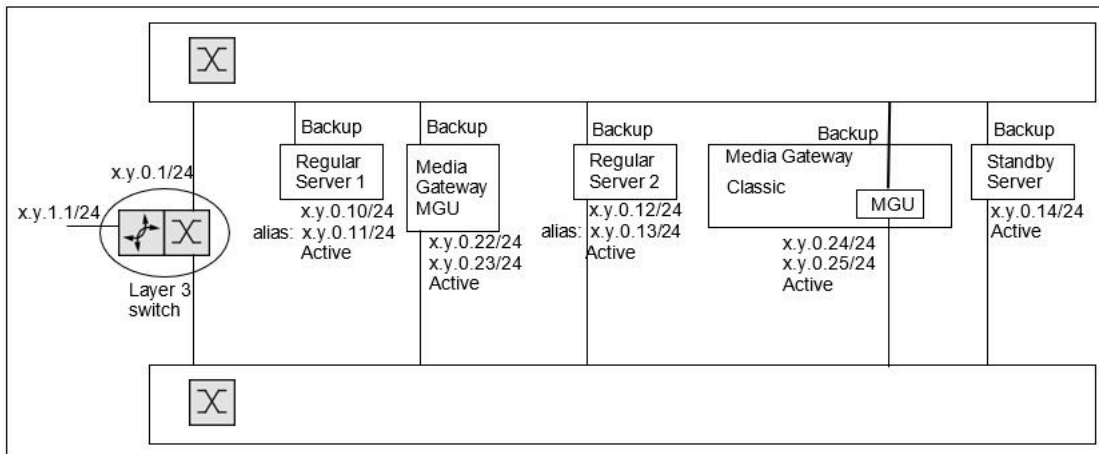 Backup
Regular
Server 1
x.y.0.10/24
alias: x.y.0.11/24
Active
Backup
Media
Gateway
MGU
x.y.0.22/24
x.y.0.23/24
Active
Backup
Regular
Server 2
x.y.0.12/24
alias: x.y.0.13/24
Active
Backup
Media Gateway
Classic
MGU
x.y.0.24/24
x.y.0.25/24
Active
Backup
Standby
Server
x.y.0.14/24
Active
x.y.0.1/24
x.y.1.1/24
Layer 3
switch